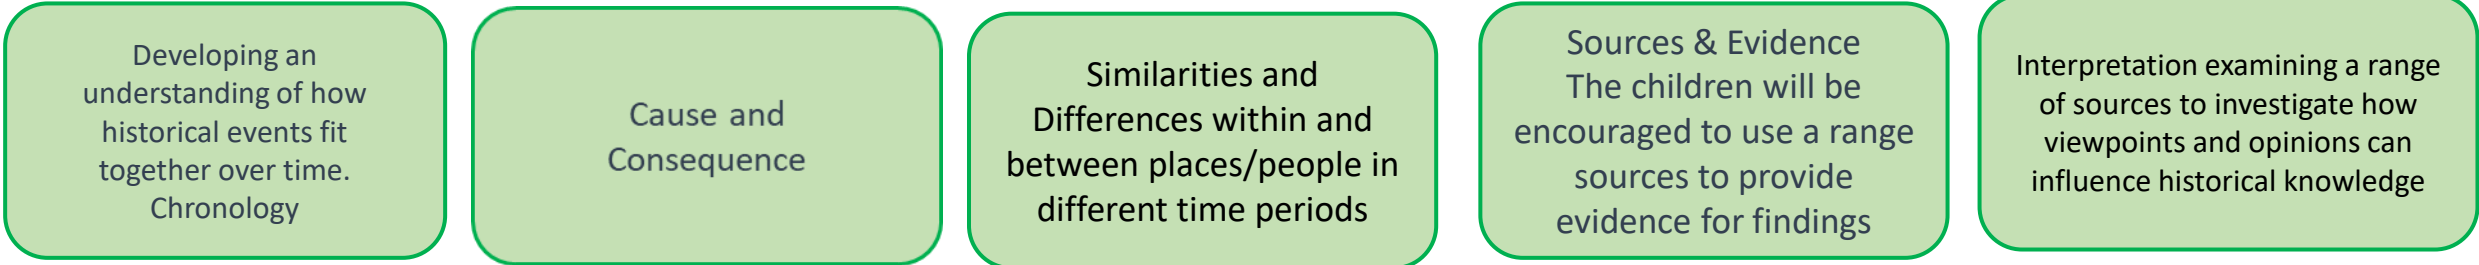 Developing an
understanding of how
historical events fit
together over time.
Chronology
Cause and
Consequence
Similarities and
Differences within and
between places/people in
different time periods
Sources & Evidence
The children will be
encouraged to use a range
sources to provide
evidence for findings
Interpretation examining a range
of sources to investigate how
viewpoints and opinions can
influence historical knowledge